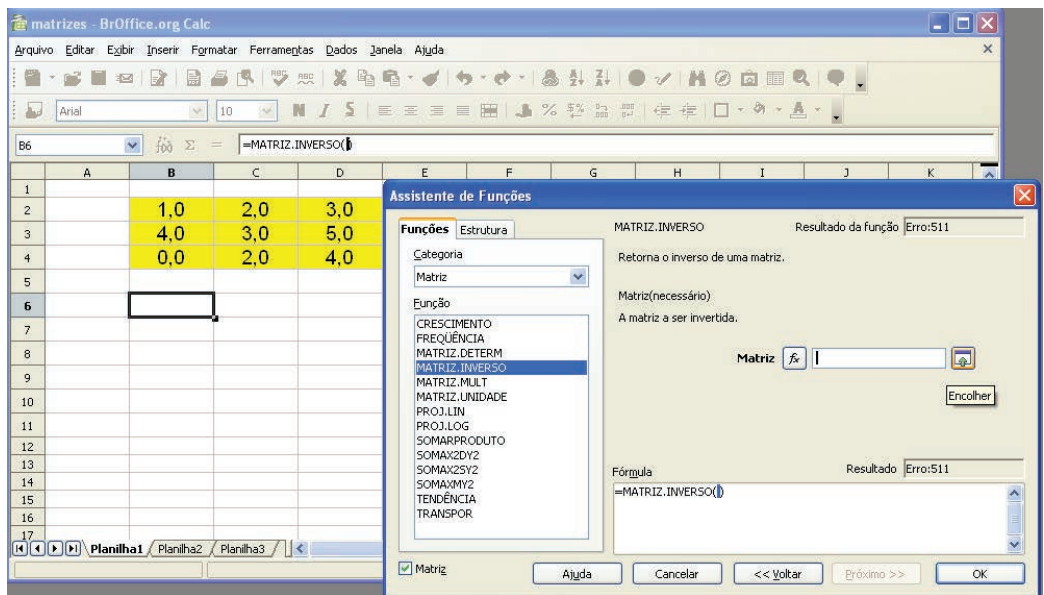 matrizes - BrOffice.org Calc
Arquivo Editar Exibir Inserir Formatar Ferramentas Dados Janela Ajuda
Arial 10 N I S
B6 =MATRIZ.INVERSO()
A B C D E F G H I J K
1
2 1,0 2,0 3,0
3 4,0 3,0 5,0
4 0,0 2,0 4,0
5
6
7
8
9
10
11
12
13
14
15
16
17
Planilha1 Planilha2 Planilha3
Assistente de Funções
Funções Estrutura
Categoria
Matriz
Função
CRESCIMENTO
FREQÜÊNCIA
MATRIZ.DETERM
MATRIZ.INVERSO
MATRIZ.MULT
MATRIZ.UNIDADE
PROJ.LIN
PROJ.LOG
SOMARPRODUTO
SOMAX2DY2
SOMAX2SY2
SOMAXMY2
TENDÊNCIA
TRANSPOR
MATRIZ.INVERSO Resultado da função Erro:511
Retorna o inverso de uma matriz.
Matriz(necessário)
A matriz a ser invertida.
Matriz fx
Encolher
Fórmula Resultado Erro:511
=MATRIZ.INVERSO()
Matriz Ajuda Cancelar << Voltar Próximo >> OK